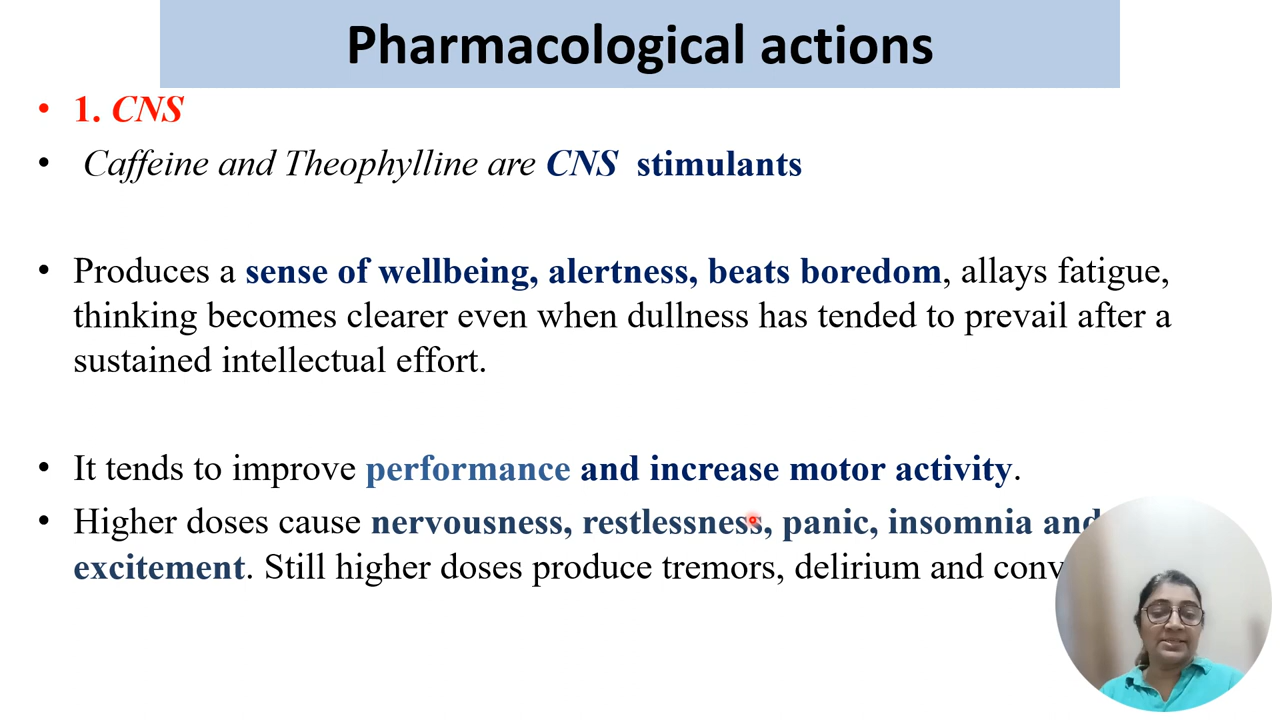 Pharmacological actions
• 1. CNS
• Caffeine and Theophylline are CNS stimulants
• Produces a sense of wellbeing, alertness, beats boredom, allays fatigue,
thinking becomes clearer even when dullness has tended to prevail after a
sustained intellectual effort.
• It tends to improve performance and increase motor activity.
• Higher doses cause nervousness, restlessness, panic, insomnia and
excitement. Still higher doses produce tremors, delirium and